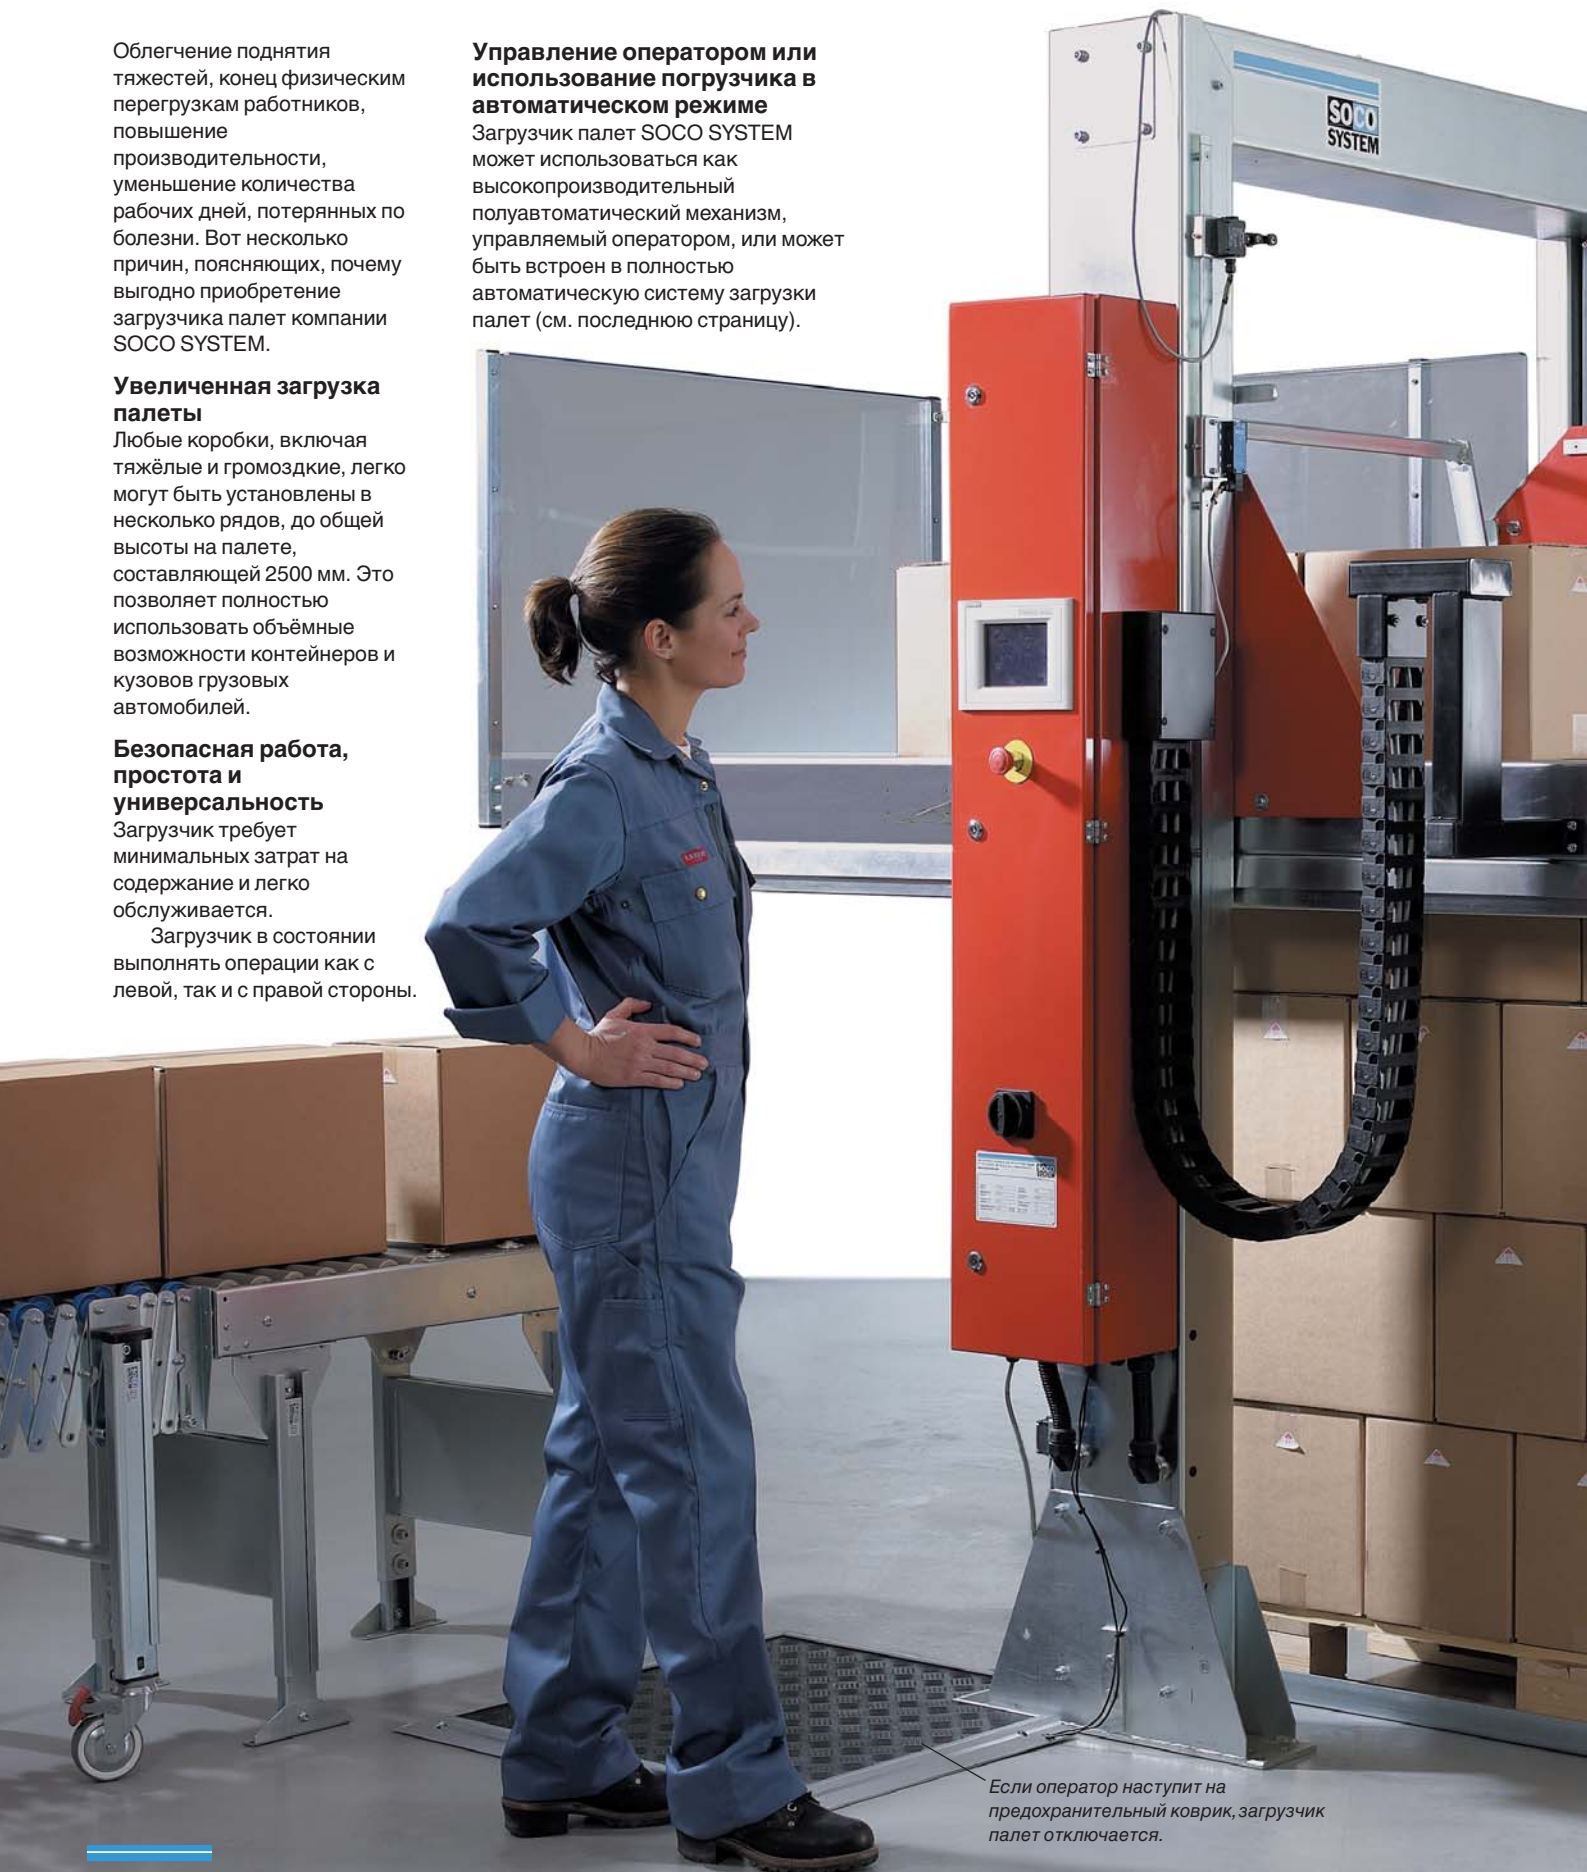 Облегчение поднятия
тяжестей, конец физическим
перегрузкам работников,
повышение
производительности,
уменьшение количества
рабочих дней, потерянных по
болезни. Вот несколько
причин, поясняющих, почему
выгодно приобретение
загрузчика палет компании
SOCO SYSTEM.
Увеличенная загрузка
палеты
Любые коробки, включая
тяжёлые и громоздкие, легко
могут быть установлены в
несколько рядов, до общей
высоты на палете,
составляющей 2500 мм. Это
позволяет полностью
использовать объёмные
возможности контейнеров и
кузовов грузовых
автомобилей.
Безопасная работа,
простота и
универсальность
Загрузчик требует
минимальных затрат на
содержание и легко
обслуживается.
Загрузчик в состоянии
выполнять операции как с
левой, так и с правой стороны.
Управление оператором или
использование погрузчика в
автоматическом режиме
Загрузчик палет SOCO SYSTEM
может использоваться как
высокопроизводительный
полуавтоматический механизм,
управляемый оператором, или может
быть встроен в полностью
автоматическую систему загрузки
палет (см. последнюю страницу).
SOCO
SYSTEM
Если оператор наступит на
предохранительный коврик, загрузчик
палет отключается.